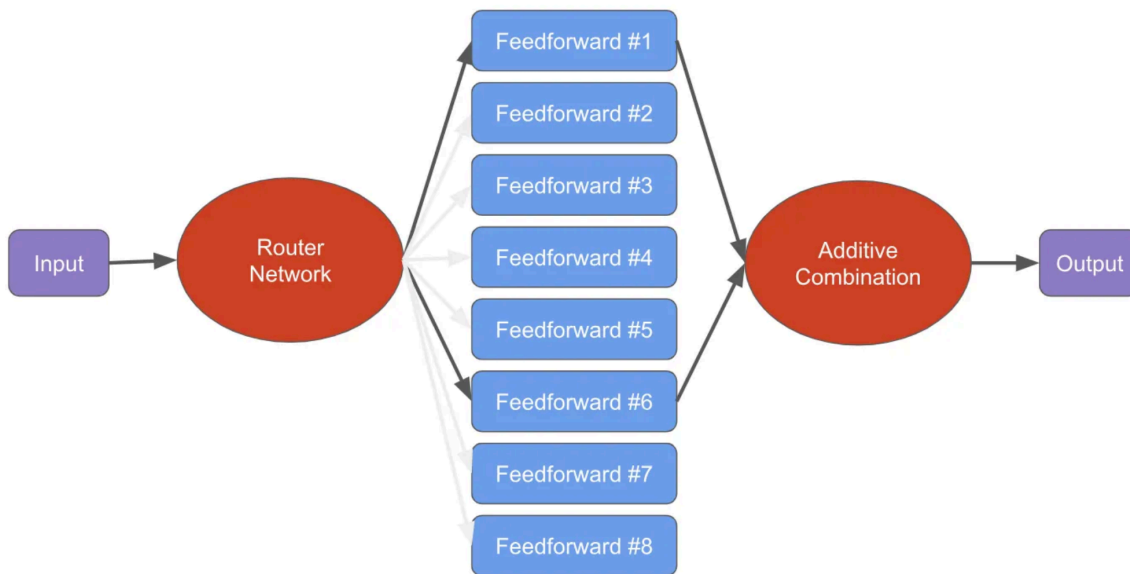 Feedforward #1
Feedforward #2
Feedforward #3
Input
Router
Network
Feedforward #4
Additive
Combination
Output
Feedforward #5
Feedforward #6
Feedforward #7
Feedforward #8